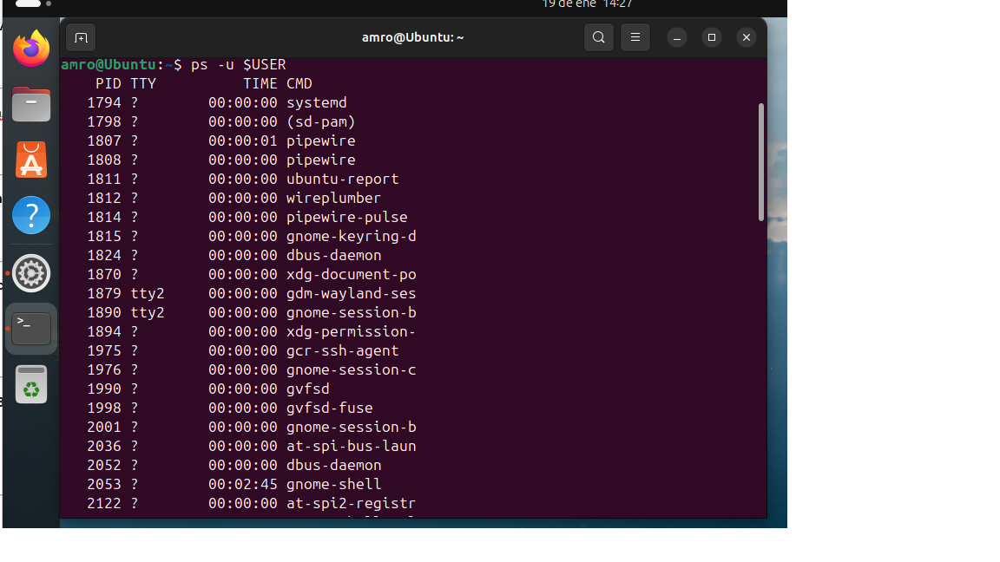 19 de ene 14:27
amro@Ubuntu: ~
amro@Ubuntu:~$ ps -u $USER
    PID TTY          TIME CMD
   1794 ?        00:00:00 systemd
   1798 ?        00:00:00 (sd-pam)
   1807 ?        00:00:01 pipewire
   1808 ?        00:00:00 pipewire
   1811 ?        00:00:00 ubuntu-report
   1812 ?        00:00:00 wireplumber
   1814 ?        00:00:00 pipewire-pulse
   1815 ?        00:00:00 gnome-keyring-d
   1824 ?        00:00:00 dbus-daemon
   1870 ?        00:00:00 xdg-document-po
   1879 tty2     00:00:00 gdm-wayland-ses
   1890 tty2     00:00:00 gnome-session-b
   1894 ?        00:00:00 xdg-permission-
   1975 ?        00:00:00 gcr-ssh-agent
   1976 ?        00:00:00 gnome-session-c
   1990 ?        00:00:00 gvfsd
   1998 ?        00:00:00 gvfsd-fuse
   2001 ?        00:00:00 gnome-session-b
   2036 ?        00:00:00 at-spi-bus-laun
   2052 ?        00:00:00 dbus-daemon
   2053 ?        00:02:45 gnome-shell
   2122 ?        00:00:00 at-spi2-registr